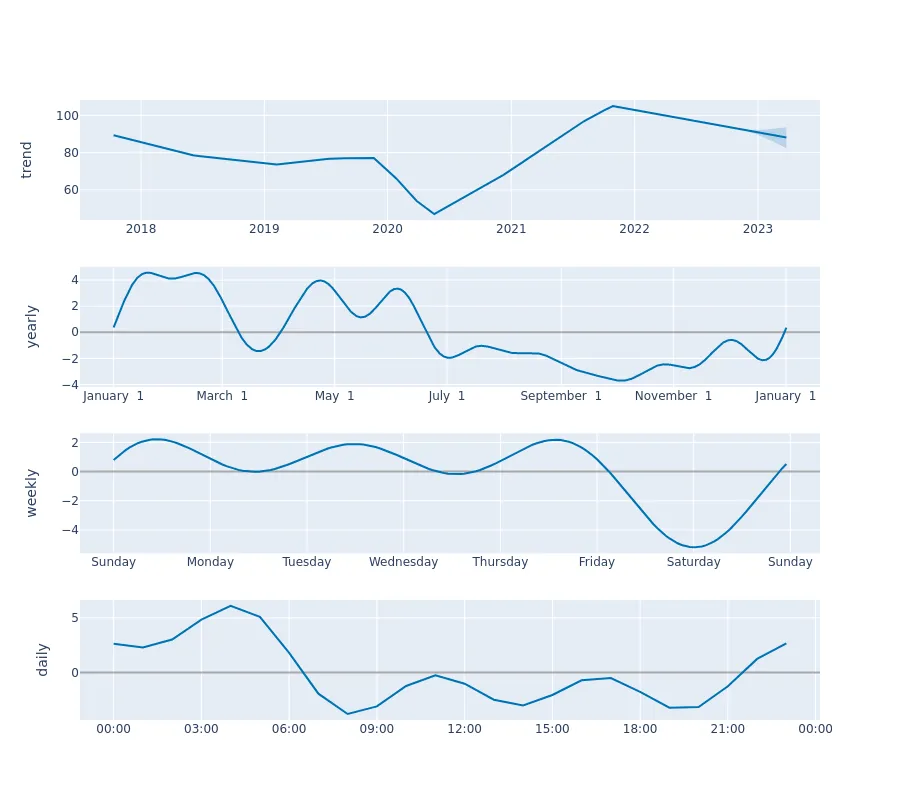 trend
100
80
60
2018 2019 2020 2021 2022 2023
yearly
4
2
0
−2
−4
January 1 March 1 May 1 July 1 September 1 November 1 January 1
weekly
2
0
−2
−4
Sunday Monday Tuesday Wednesday Thursday Friday Saturday Sunday
daily
5
0
00:00 03:00 06:00 09:00 12:00 15:00 18:00 21:00 00:00